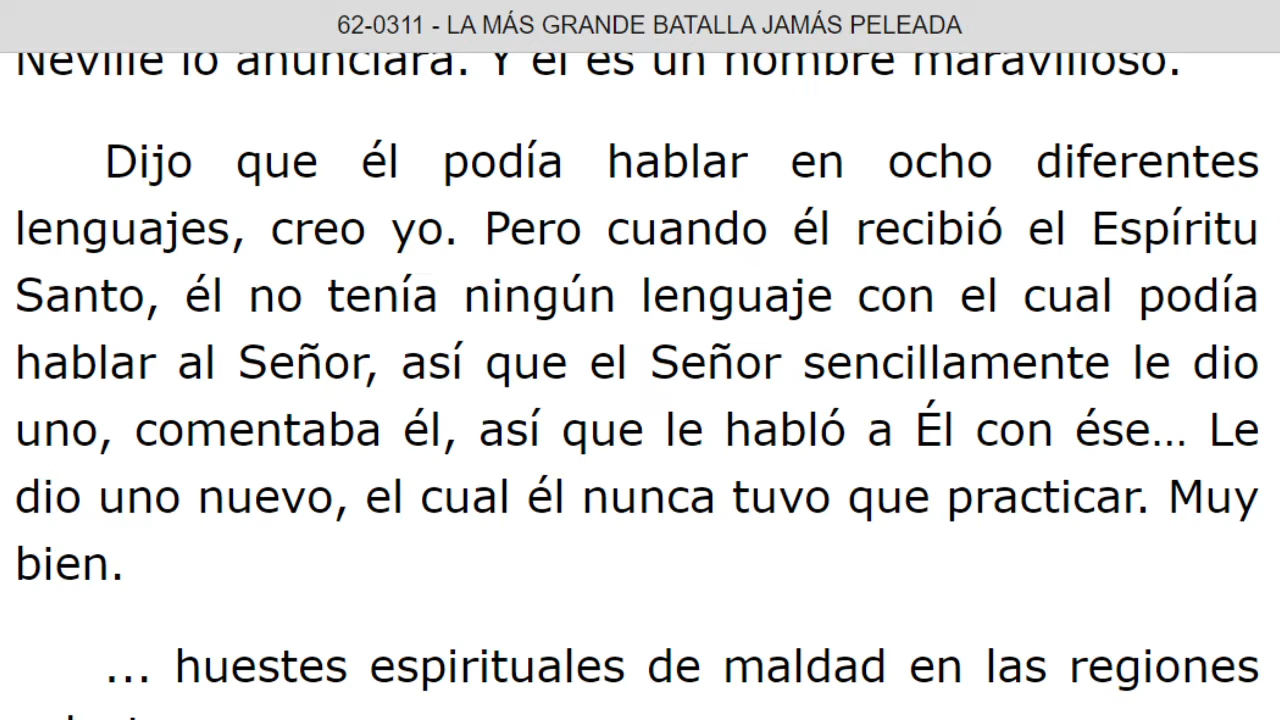 62-0311 - LA MÁS GRANDE BATALLA JAMÁS PELEADA
Neville lo anunciará. Y él es un hombre maravilloso.
Dijo que él podía hablar en ocho diferentes
lenguajes, creo yo. Pero cuando él recibió el Espíritu
Santo, él no tenía ningún lenguaje con el cual podía
hablar al Señor, así que el Señor sencillamente le dio
uno, comentaba él, así que le habló a Él con ése… Le
dio uno nuevo, el cual él nunca tuvo que practicar. Muy
bien.
… huestes espirituales de maldad en las regiones